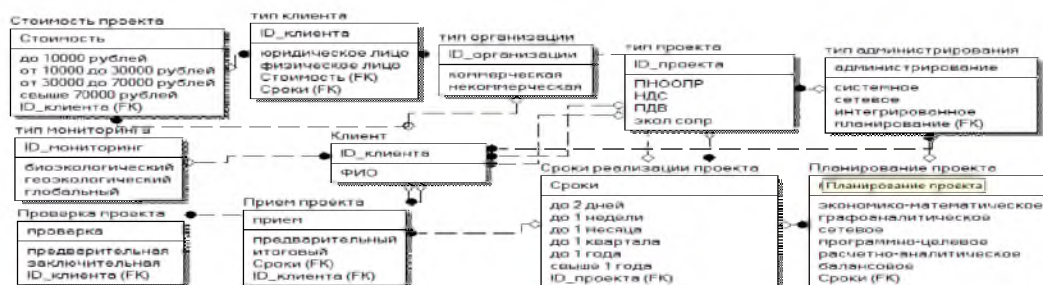 Стоимость проекта
Стоимость
до 10000 рублей
от 10000 до 30000 рублей
от 30000 до 70000 рублей
свыше 70000 рублей
ID_клиента (FK)
тип клиента
ID_клиента
юридическое лицо
физическое лицо
Стоимость (FK)
Сроки (FK)
тип организации
ID_организации
коммерческая
некоммерческая
тип проекта
ID_проекта
ПНООПР
НДС
ПДВ
экол сопр
тип администрирования
администрирование
системное
сетевое
интегрированное
планирование (FK)
тип мониторинга
ID_мониторинг
биоэкологический
геоэкологический
глобальный
Клиент
ID_клиента
ФИО
Сроки реализации проекта
Сроки
до 2 дней
до 1 недели
до 1 месяца
до 1 квартала
до 1 года
свыше 1 года
ID_проекта (FK)
Планирование проекта
Планирование проекта
экономико-математическое
графоаналитическое
сетевое
программно-целевое
расчетно-аналитическое
балансовое
Сроки (FK)
Проверка проекта
проверка
предварительная
заключительная
ID_клиента (FK)
Прием проекта
прием
предварительный
итоговый
Сроки (FK)
ID_клиента (FK)